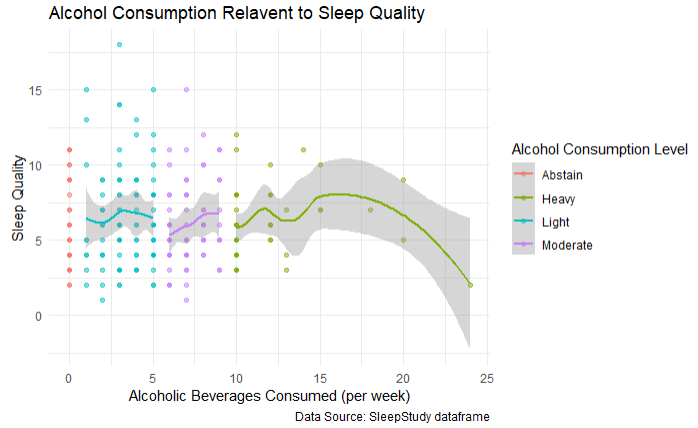 Alcohol Consumption Relavent to Sleep Quality
Sleep Quality
15
10
5
0
0 5 10 15 20 25
Alcoholic Beverages Consumed (per week)
Data Source: SleepStudy dataframe
Alcohol Consumption Level
Abstain
Heavy
Light
Moderate